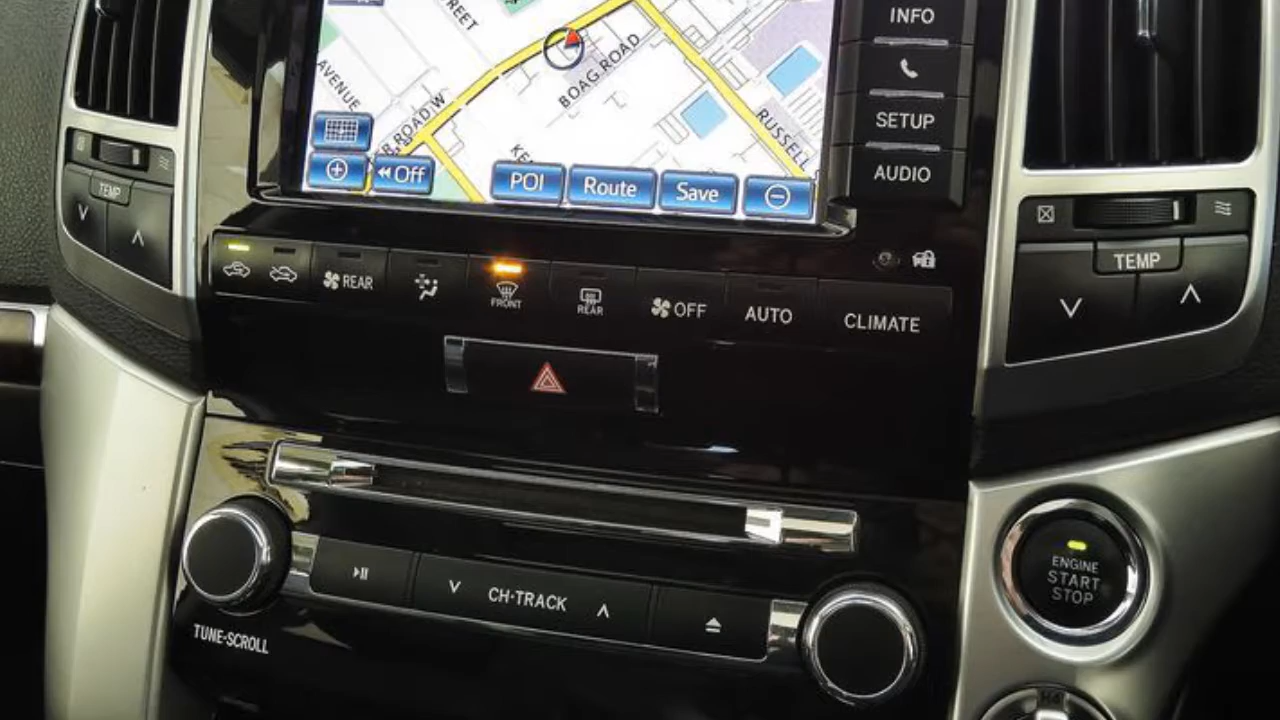 STREET
INFO
AVENUE
BOAG ROAD
R ROAD W
RUSSELL
SETUP
AUDIO
Off
POI
Route
Save
TEMP
TEMP
REAR
FRONT
REAR
OFF
AUTO
CLIMATE
ENGINE
START
STOP
CH·TRACK
TUNE·SCROLL